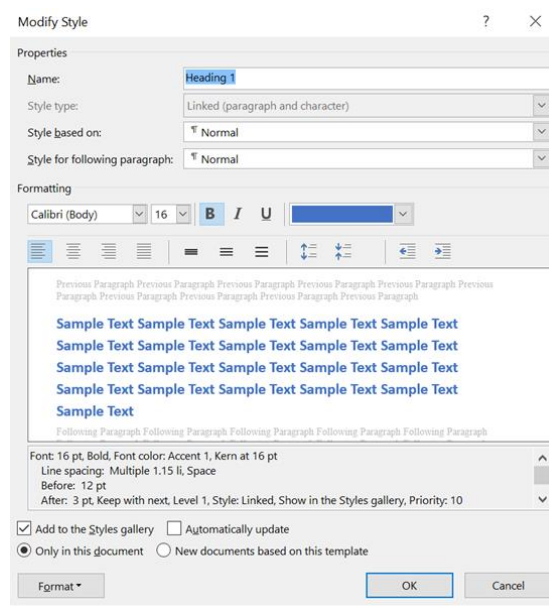 Modify Style ? ×
Properties
Name: Heading 1
Style type: Linked (paragraph and character)
Style based on: ¶ Normal
Style for following paragraph: ¶ Normal
Formatting
Calibri (Body) 16 B I U
Previous Paragraph Previous Paragraph Previous Paragraph Previous Paragraph Previous Paragraph Previous
Paragraph Previous Paragraph Previous Paragraph Previous Paragraph Previous Paragraph
Sample Text Sample Text Sample Text Sample Text Sample Text
Sample Text Sample Text Sample Text Sample Text Sample Text
Sample Text Sample Text Sample Text Sample Text Sample Text
Sample Text Sample Text Sample Text Sample Text Sample Text
Sample Text
Following Paragraph Following Paragraph Following Paragraph Following Paragraph Following Paragraph
Font: 16 pt, Bold, Font color: Accent 1, Kern at 16 pt
Line spacing: Multiple 1.15 li, Space
Before: 12 pt
After: 3 pt, Keep with next, Level 1, Style: Linked, Show in the Styles gallery, Priority: 10
Add to the Styles gallery Automatically update
Only in this document New documents based on this template
Format OK Cancel